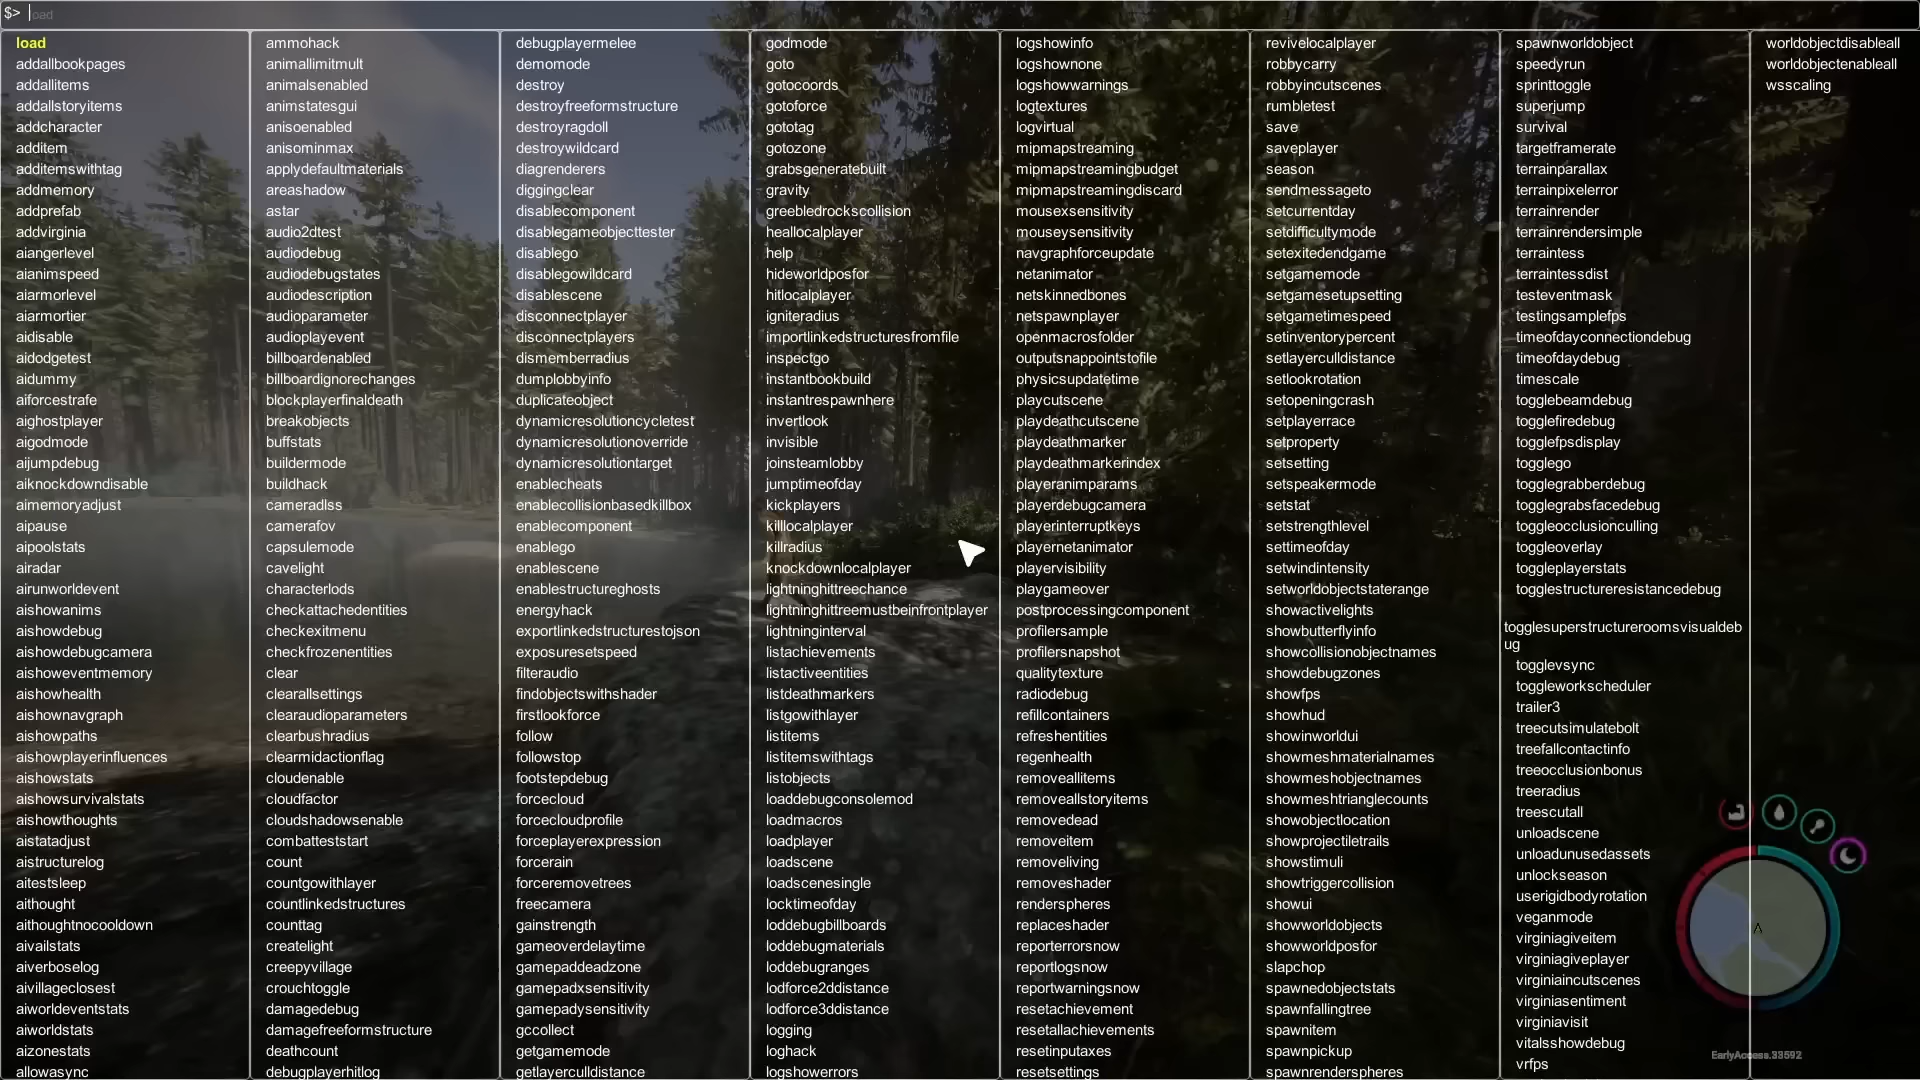 $> load
load
addallbookpages
addallitems
addallstoryitems
addcharacter
additem
additemswithtag
addmemory
addprefab
addvirginia
aiangerlevel
aianimspeed
aiarmorlevel
aiarmortier
aidisable
aidodgetest
aidummy
aiforcestrafe
aighostplayer
aigodmode
aijumpdebug
aiknockdowndisable
aimemoryadjust
aipause
aipoolstats
airadar
airunworldevent
aishowanims
aishowdebug
aishowdebugcamera
aishoweventmemory
aishowhealth
aishownavgraph
aishowpaths
aishowplayerinfluences
aishowstats
aishowsurvivalstats
aishowthoughts
aistatadjust
aistructurelog
aitestsleep
aithought
aithoughtnocooldown
aivailstats
aiverboselog
aivillageclosest
aiworldeventstats
aiworldstats
aizonestats
allowasync
ammohack
animallimitmult
animalsenabled
animstatesgui
anisoenabled
anisominmax
applydefaultmaterials
areashadow
astar
audio2dtest
audiodebug
audiodebugstates
audiodescription
audioparameter
audioplayevent
billboardenabled
billboardignorechanges
blockplayerfinaldeath
breakobjects
buffstats
buildermode
buildhack
cameradlss
camerafov
capsulemode
cavelight
characterlods
checkattachedentities
checkexitmenu
checkfrozenentities
clear
clearallsettings
clearaudioparameters
clearbushradius
clearmidactionflag
cloudenable
cloudfactor
cloudshadowsenable
combatteststart
count
countgowithlayer
countlinkedstructures
counttag
createlight
creepyvillage
crouchtoggle
damagedebug
damagefreeformstructure
deathcount
debugplayerhitlog
debugplayermelee
demomode
destroy
destroyfreeformstructure
destroyragdoll
destroywildcard
diagrenderers
diggingclear
disablecomponent
disablegameobjecttester
disablego
disablegowildcard
disablescene
disconnectplayer
disconnectplayers
dismemberradius
dumplobbyinfo
duplicateobject
dynamicresolutioncycletest
dynamicresolutionoverride
dynamicresolutiontarget
enablecheats
enablecollisionbasedkillbox
enablecomponent
enablego
enablescene
enablestructureghosts
energyhack
exportlinkedstructurestojson
exposuresetspeed
filteraudio
findobjectswithshader
firstlookforce
follow
followstop
footstepdebug
forcecloud
forcecloudprofile
forceplayerexpression
forcerain
forceremovetrees
freecamera
gainstrength
gameoverdelaytime
gamepaddeadzone
gamepadxsensitivity
gamepadysensitivity
gccollect
getgamemode
getlayerculldistance
godmode
goto
gotocoords
gotoforce
gototag
gotozone
grabsgeneratebuilt
gravity
greebledrockscollision
heallocalplayer
help
hideworldposfor
hitlocalplayer
igniteradius
importlinkedstructuresfromfile
inspectgo
instantbookbuild
instantrespawnhere
invertlook
invisible
joinsteamlobby
jumptimeofday
kickplayers
killlocalplayer
killradius
knockdownlocalplayer
lightninghittreechance
lightninghittreemustbeinfrontplayer
lightninginterval
listachievements
listactiveentities
listdeathmarkers
listgowithlayer
listitems
listitemswithtags
listobjects
loaddebugconsolemod
loadmacros
loadplayer
loadscene
loadscenesingle
locktimeofday
loddebugbillboards
loddebugmaterials
loddebugranges
lodforce2ddistance
lodforce3ddistance
logging
loghack
logshowerrors
logshowinfo
logshownone
logshowwarnings
logtextures
logvirtual
mipmapstreaming
mipmapstreamingbudget
mipmapstreamingdiscard
mousexsensitivity
mouseysensitivity
navgraphforceupdate
netanimator
netskinnedbones
netspawnplayer
openmacrosfolder
outputsnappointstofile
physicsupdatetime
playcutscene
playdeathcutscene
playdeathmarker
playdeathmarkerindex
playeranimparams
playerdebugcamera
playerinterruptkeys
playernetanimator
playervisibility
playgameover
postprocessingcomponent
profilersample
profilersnapshot
qualitytexture
radiodebug
refillcontainers
refreshentities
regenhealth
removeallitems
removeallstoryitems
removedead
removeitem
removeliving
removeshader
renderspheres
replaceshader
reporterrorsnow
reportlogsnow
reportwarningsnow
resetachievement
resetallachievements
resetinputaxes
resetsettings
revivelocalplayer
robbycarry
robbyincutscenes
rumbletest
save
saveplayer
season
sendmessageto
setcurrentday
setdifficultymode
setexitedendgame
setgamemode
setgamesetupsetting
setgametimespeed
setinventorypercent
setlayerculldistance
setlookrotation
setopeningcrash
setplayerrace
setproperty
setsetting
setspeakermode
setstat
setstrengthlevel
settimeofday
setwindintensity
setworldobjectstaterange
showactivelights
showbutterflyinfo
showcollisionobjectnames
showdebugzones
showfps
showhud
showinworldui
showmeshmaterialnames
showmeshobjectnames
showmeshtrianglecounts
showobjectlocation
showprojectiletrails
showstimuli
showtriggercollision
showui
showworldobjects
showworldposfor
slapchop
spawnedobjectstats
spawnfallingtree
spawnitem
spawnpickup
spawnrenderspheres
spawnworldobject
speedyrun
sprinttoggle
superjump
survival
targetframerate
terrainparallax
terrainpixelerror
terrainrender
terrainrendersimple
terraintess
terraintessdist
testeventmask
testingsamplefps
timeofdayconnectiondebug
timeofdaydebug
timescale
togglebeamdebug
togglefiredebug
togglefpsdisplay
togglego
togglegrabberdebug
togglegrabsfacedebug
toggleocclusionculling
toggleoverlay
toggleplayerstats
togglestructureresistancedebug
togglesuperstructureroomsvisualdeb
ug
togglevsync
toggleworkscheduler
trailer3
treecutsimulatebolt
treefallcontactinfo
treeocclusionbonus
treeradius
treescutall
unloadscene
unloadunusedassets
unlockseason
userigidbodyrotation
veganmode
virginiagiveitem
virginiagiveplayer
virginiaincutscenes
virginiasentiment
virginiavisit
vitalsshowdebug
vrfps
worldobjectdisableall
worldobjectenableall
wsscaling
EarlyAccess.33592